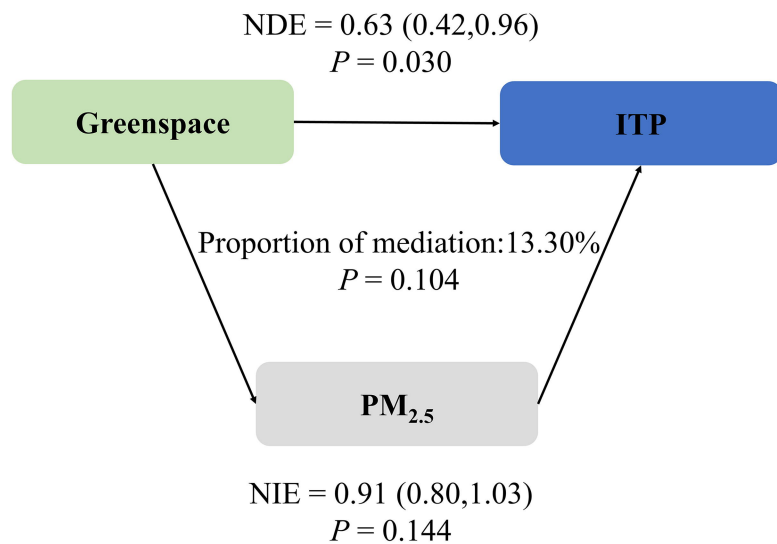 NDE = 0.63 (0.42,0.96)
P = 0.030
Greenspace
ITP
Proportion of mediation:13.30%
P = 0.104
PM₂.₅
NIE = 0.91 (0.80,1.03)
P = 0.144